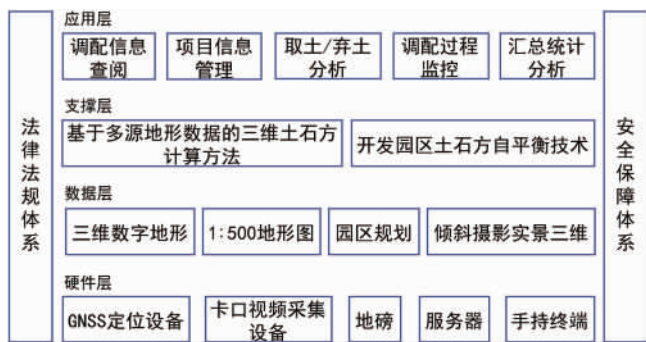 应用层
调配信息
查阅
项目信息
管理
取土/弃土
分析
调配过程
监控
汇总统计
分析
支撑层
基于多源地形数据的三维土石方
计算方法
开发园区土石方自平衡技术
数据层
三维数字地形
1:500地形图
园区规划
倾斜摄影实景三维
硬件层
GNSS定位设备
卡口视频采集
设备
地磅
服务器
手持终端
法律法规体系
安全保障体系